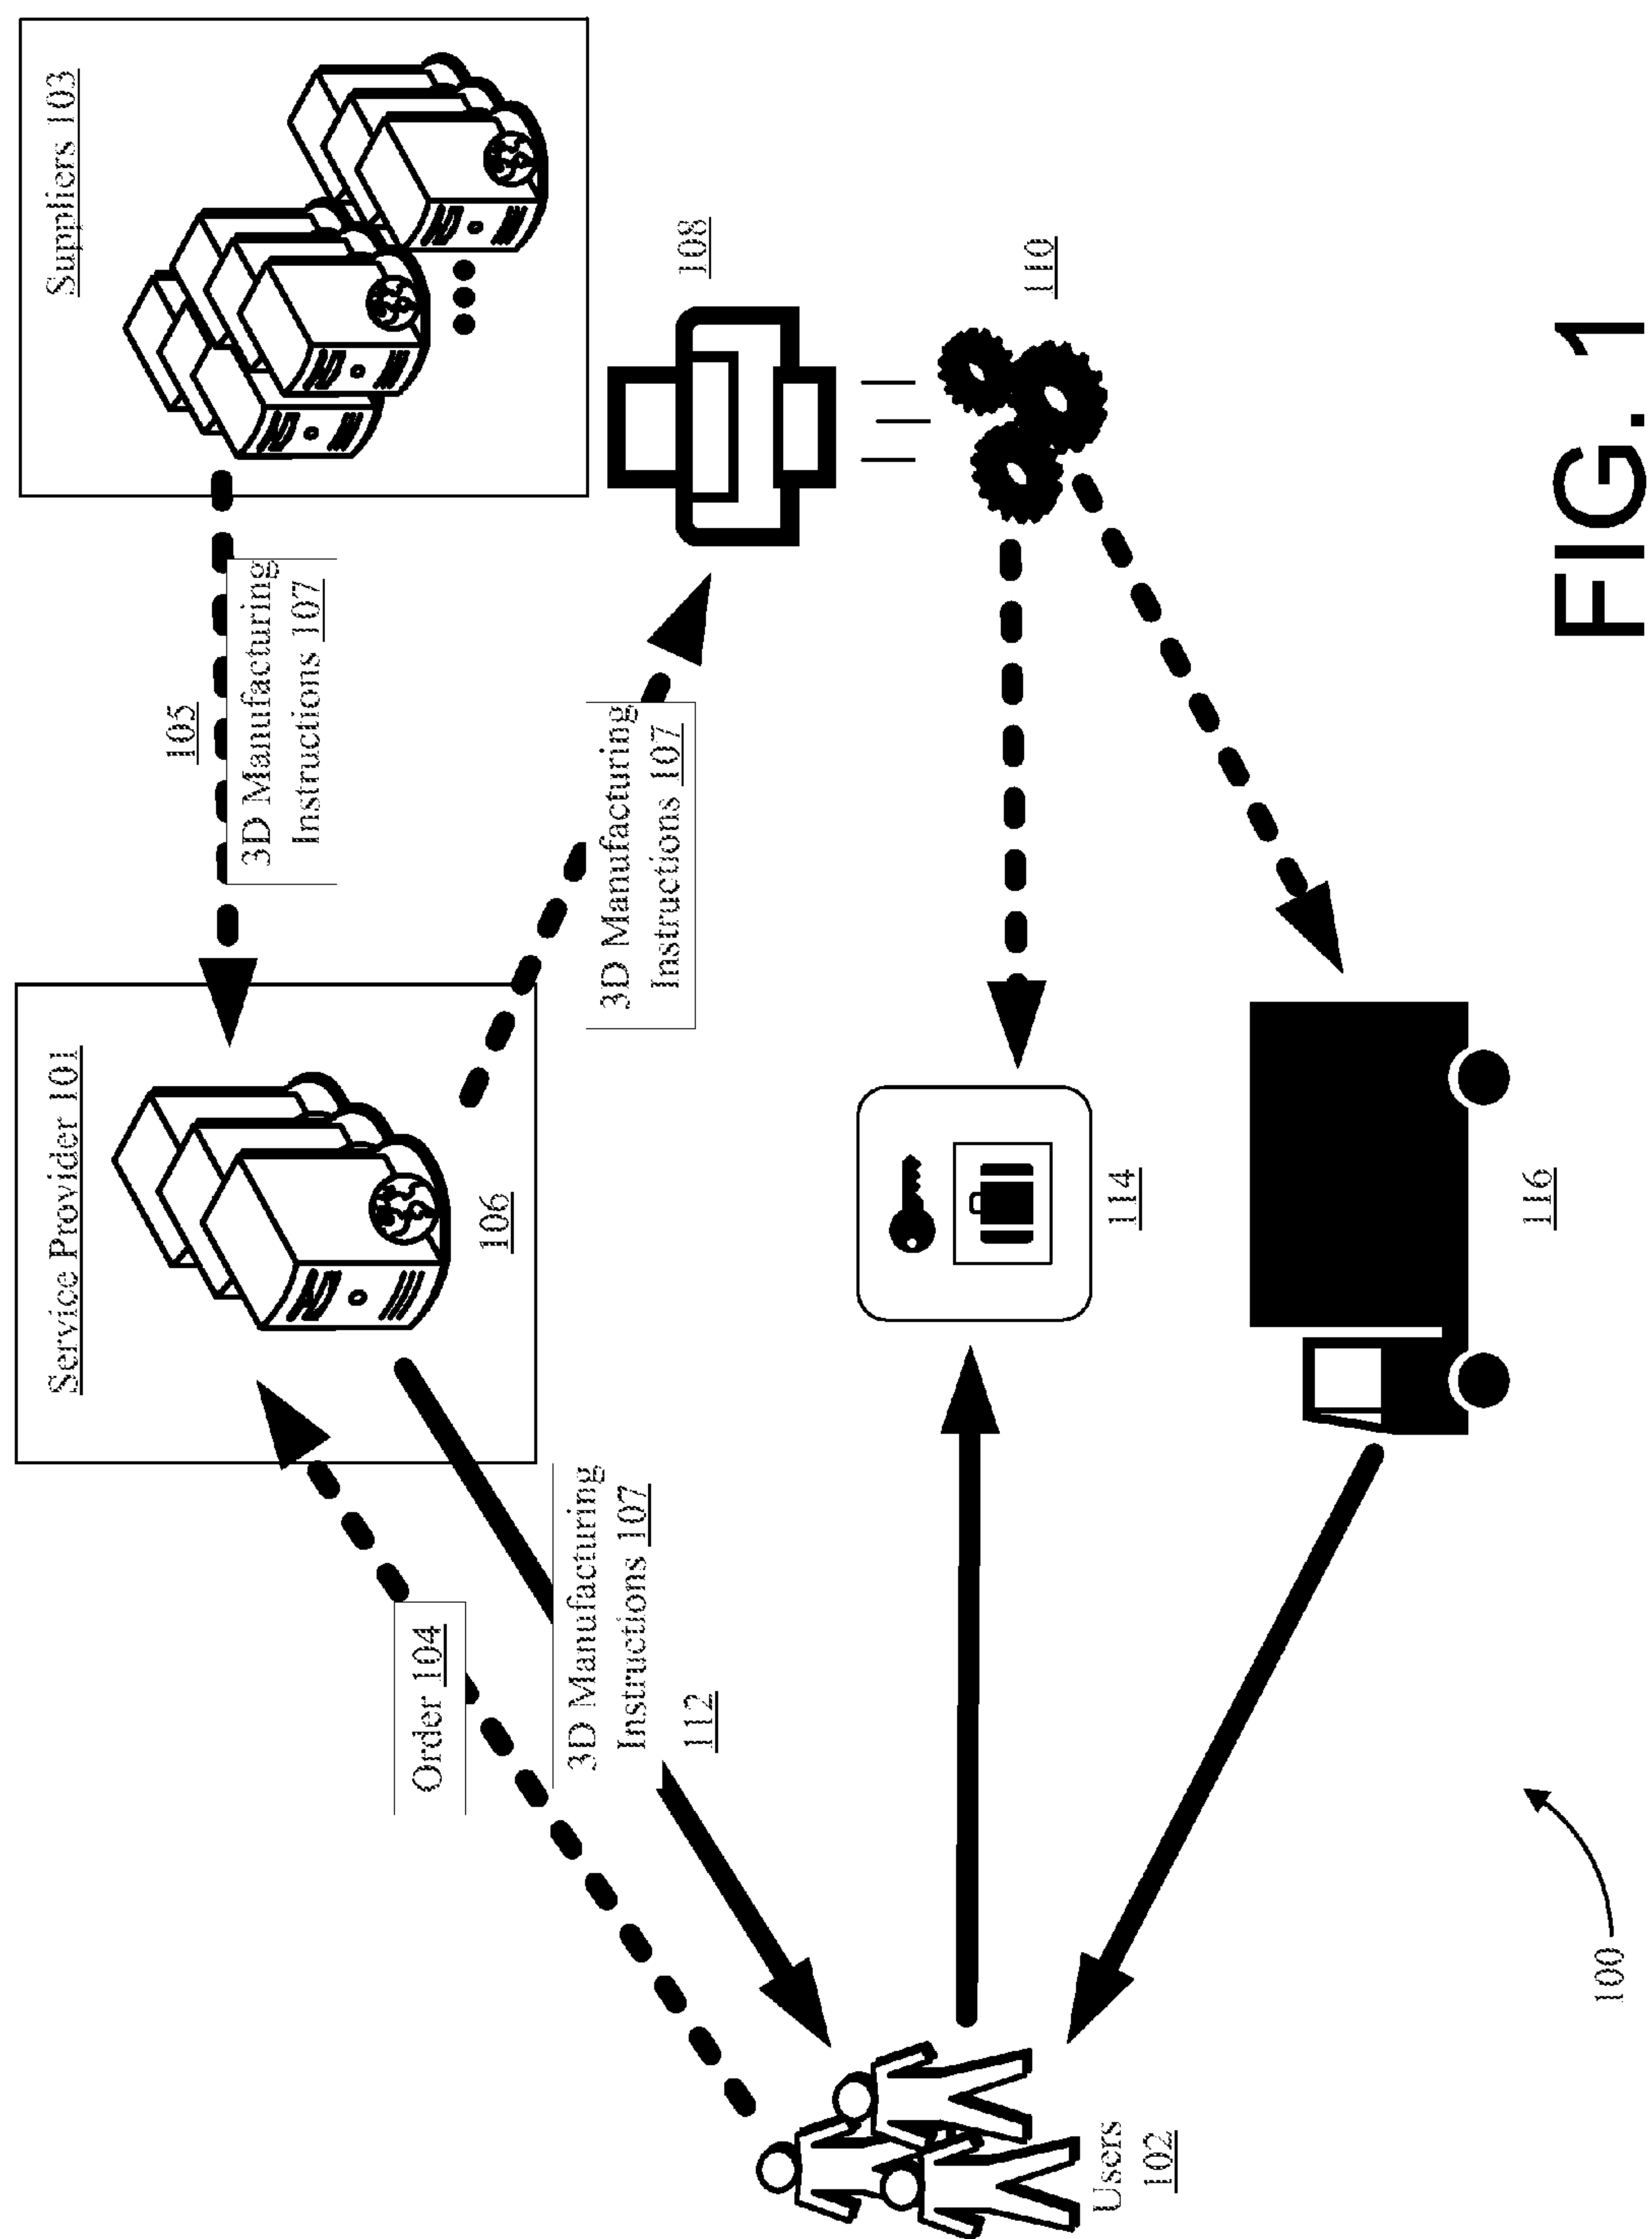 Service Provider 101
Suppliers 103
105
3D Manufacturing
Instructions 107
106
Order 104
3D Manufacturing
Instructions 107
108
3D Manufacturing
Instructions 107
112
110
Users
102
114
116
100
FIG. 1